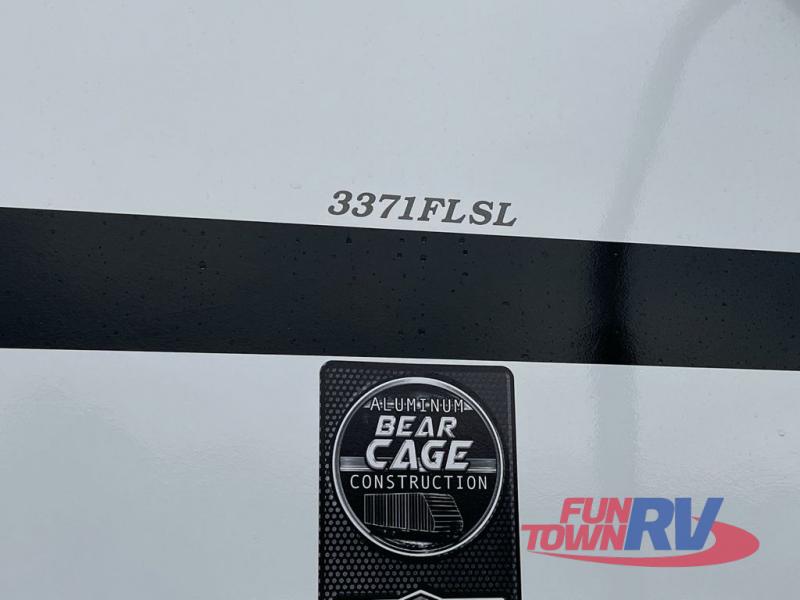 3371FLSL
ALUMINUM
BEAR
CAGE
CONSTRUCTION
FUN
TOWN RV